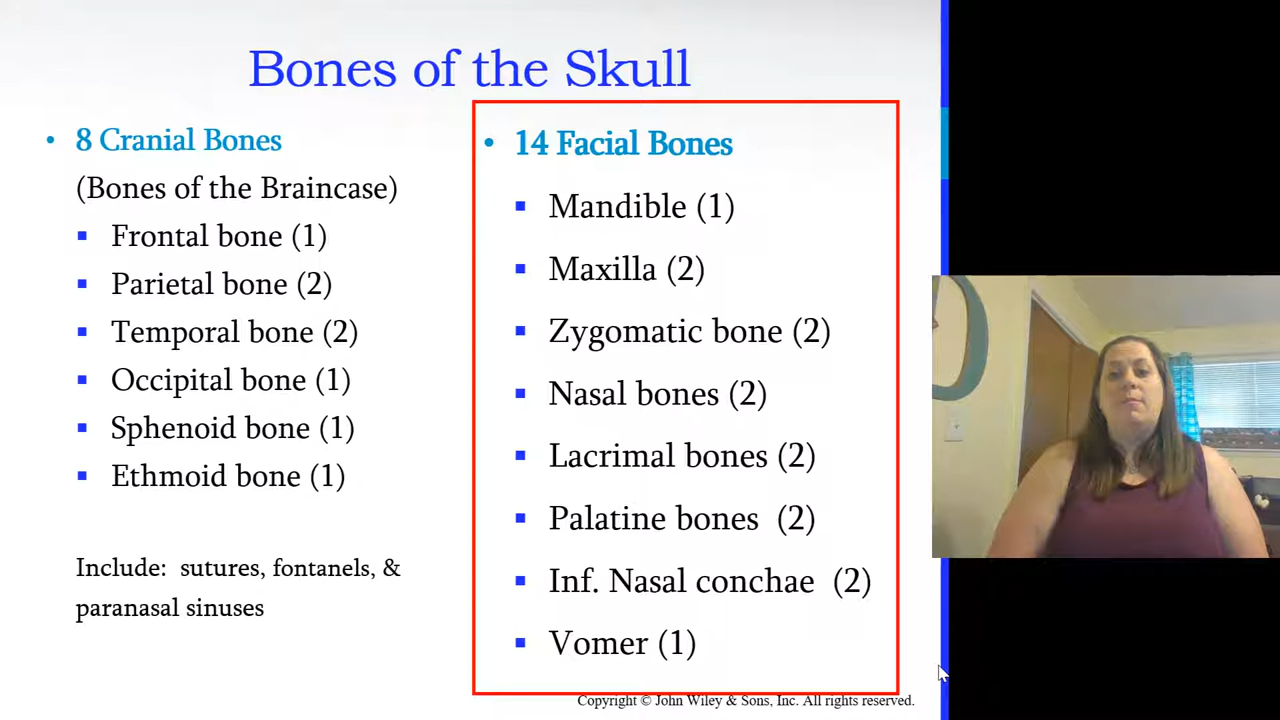 Bones of the Skull
• 8 Cranial Bones
(Bones of the Braincase)
▪ Frontal bone (1)
▪ Parietal bone (2)
▪ Temporal bone (2)
▪ Occipital bone (1)
▪ Sphenoid bone (1)
▪ Ethmoid bone (1)
Include: sutures, fontanels, &
paranasal sinuses
• 14 Facial Bones
▪ Mandible (1)
▪ Maxilla (2)
▪ Zygomatic bone (2)
▪ Nasal bones (2)
▪ Lacrimal bones (2)
▪ Palatine bones (2)
▪ Inf. Nasal conchae (2)
▪ Vomer (1)
Copyright © John Wiley & Sons, Inc. All rights reserved.